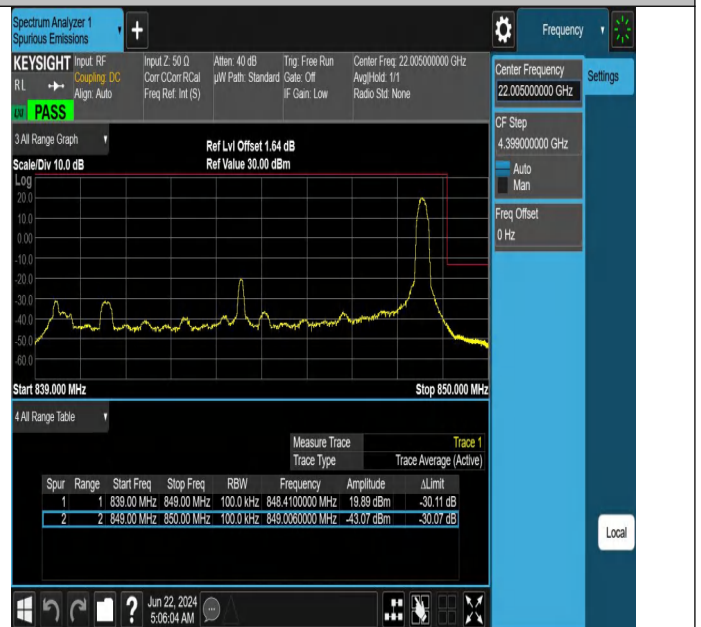 Spectrum Analyzer 1
Spurious Emissions
+
Frequency
KEYSIGHT Input: RF Input Z: 50 Ω Atten: 40 dB Trig: Free Run Center Freq: 22.005000000 GHz
RL Coupling: DC Corr CCorr RCal µW Path: Standard Gate: Off Avg|Hold: 1/1
Align: Auto Freq Ref: Int (S) IF Gain: Low Radio Std: None
PASS
Center Frequency
22.005000000 GHz
Settings
CF Step
4.399000000 GHz
Auto
Man
Freq Offset
0 Hz
3 All Range Graph
Ref Lvl Offset 1.64 dB
Scale/Div 10.0 dB Ref Value 30.00 dBm
Log
20.0
10.0
0.00
-10.0
-20.0
-30.0
-40.0
-50.0
-60.0
Start 839.000 MHz Stop 850.000 MHz
4 All Range Table
Measure Trace Trace 1
Trace Type Trace Average (Active)
Spur Range Start Freq Stop Freq RBW Frequency Amplitude ΔLimit
1 1 839.00 MHz 849.00 MHz 100.0 kHz 848.4100000 MHz 19.89 dBm -30.11 dB
2 2 849.00 MHz 850.00 MHz 100.0 kHz 849.0060000 MHz -43.07 dBm -30.07 dB
Local
? Jun 22, 2024
5:06:04 AM